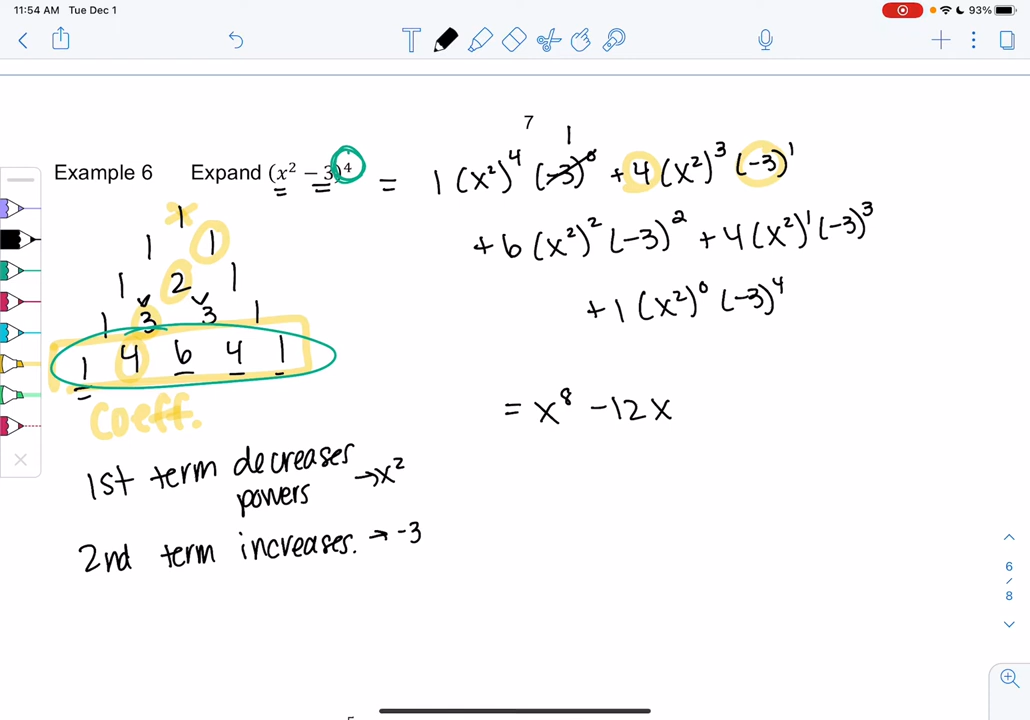 11:54 AM Tue Dec 1
93%
7
Example 6 Expand (x² − 3)⁴ = 1(x²)⁴(−3)⁰ 1 + 4(x²)³(−3)¹
+6(x²)²(−3)² + 4(x²)¹(−3)³
+1(x²)⁰(−3)⁴
= x⁸ −12x
1
1 1
1 2 1
1 3 3 1
1 4 6 4 1
coeff.
1st term decreases
powers → x²
2nd term increases. → −3
6
/
8